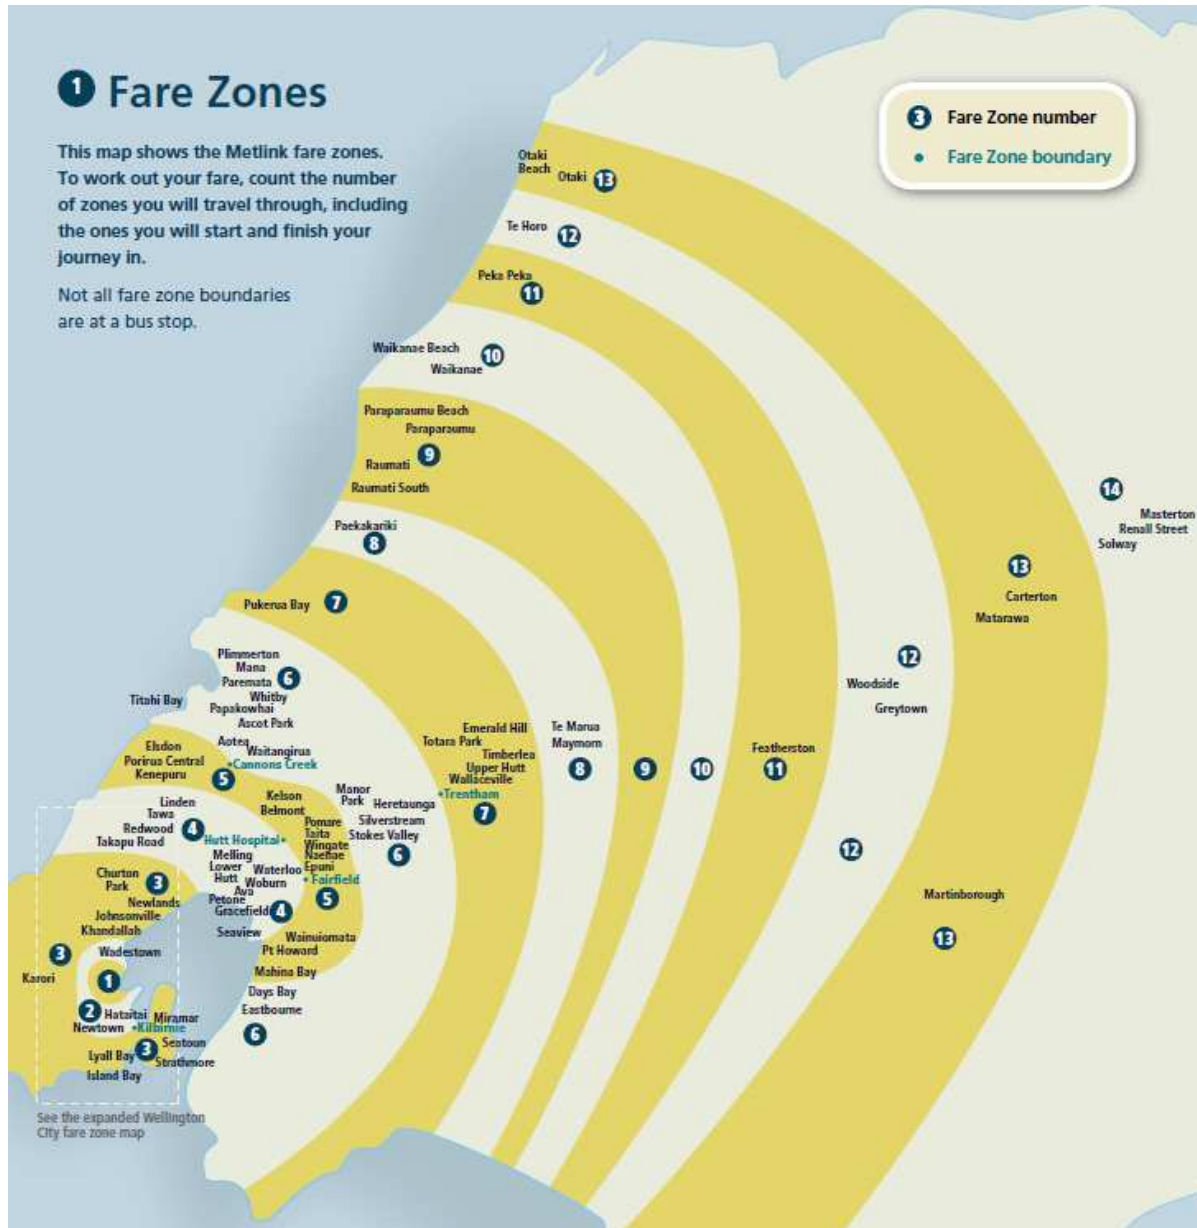 1 Fare Zones
This map shows the Metlink fare zones.
To work out your fare, count the number
of zones you will travel through, including
the ones you will start and finish your
journey in.
Not all fare zone boundaries
are at a bus stop.
3 Fare Zone number
Fare Zone boundary
Otaki
Beach
Otaki 13
Te Horo 12
Peka Peka
11
Waikanae Beach
10
Waikanae
Paraparaumu Beach
Paraparaumu
9
Raumati
Raumati South
Paekakariki
8
Pukerua Bay 7
Plimmerton
Mana
Paremata 6
Whitby
Titahi Bay
Papakowhai
Ascot Park
Aotea
Waitangirua
Cannons Creek
Elsdon
Porirua Central
Kenepuru
5
Kelson
Belmont
Manor
Park
Heretaunga
Silverstream
Stokes Valley
6
Emerald Hill
Totara Park
Timberlea
Upper Hutt
Wallaceville
Trentham
7
Te Marua
Maymorn
8
9
10
Featherston
11
12
Woodside
Greytown
12
13
Carterton
Matarawa
14
Masterton
Renall Street
Solway
Martinborough
13
Linden
Tawa
Redwood 4
Takapu Road
Hutt Hospital
Pomare
Taita
Wingate
Naenae
Epuni
Fairfield
5
Melling
Lower
Hutt
Waterloo
Woburn
Ava
Petone
Gracefield 4
Seaview
Wainuiomata
Pt Howard
Mahina Bay
Days Bay
Eastbourne
6
Churton
Park
3
Newlands
Johnsonville
Khandallah
3
Wadestown
Karori
1
2
Hataitai
Miramar
Newtown
Kilbirnie
Seatoun
Lyall Bay 3
Strathmore
Island Bay
See the expanded Wellington
City fare zone map